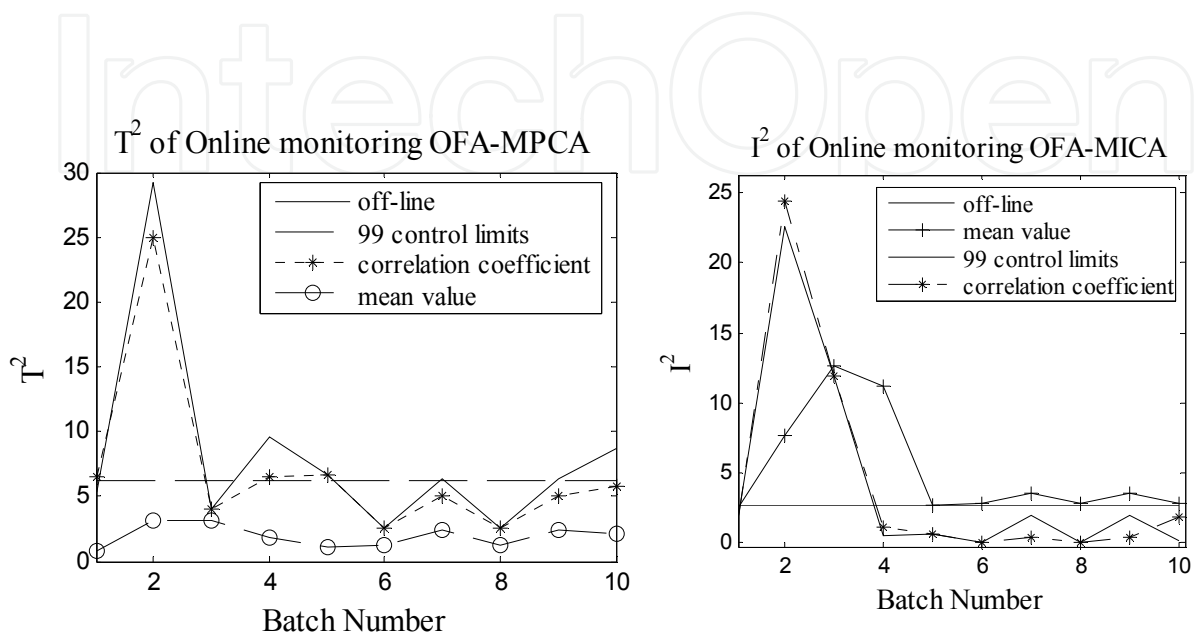 IntechOpen
T² of Online monitoring OFA-MPCA
30
25
20
15
10
5
0
2
4
6
8
10
T²
Batch Number
off-line
99 control limits
correlation coefficient
mean value
I² of Online monitoring OFA-MICA
25
20
15
10
5
0
2
4
6
8
10
I²
Batch Number
off-line
mean value
99 control limits
correlation coefficient